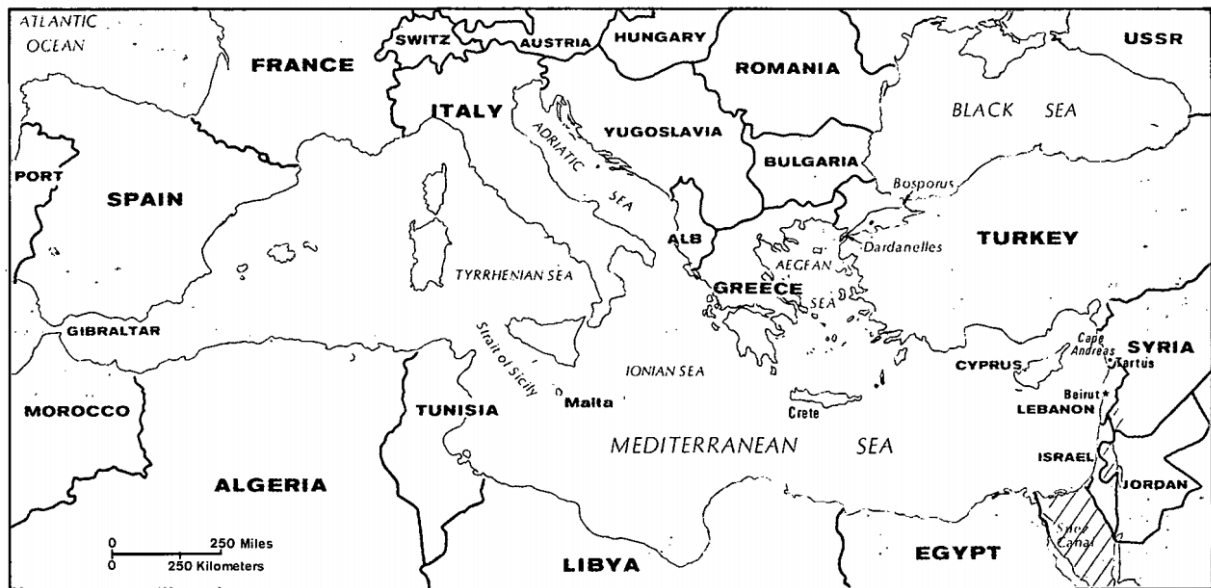 ATLANTIC
OCEAN
FRANCE
SWITZ
AUSTRIA
HUNGARY
ROMANIA
USSR
ITALY
BLACK SEA
ADRIATIC
SEA
YUGOSLAVIA
BULGARIA
PORT
SPAIN
Bosporus
ALB
Dardanelles
TURKEY
TYRRHENIAN SEA
AEGEAN
SEA
GREECE
GIBRALTAR
Strait of Sicily
IONIAN SEA
CYPRUS
Cape
Andreas
SYRIA
Tartus
MOROCCO
TUNISIA
Malta
Crete
Beirut
LEBANON
MEDITERRANEAN SEA
ISRAEL
JORDAN
ALGERIA
Suez
Canal
0 250 Miles
0 250 Kilometers
LIBYA
EGYPT